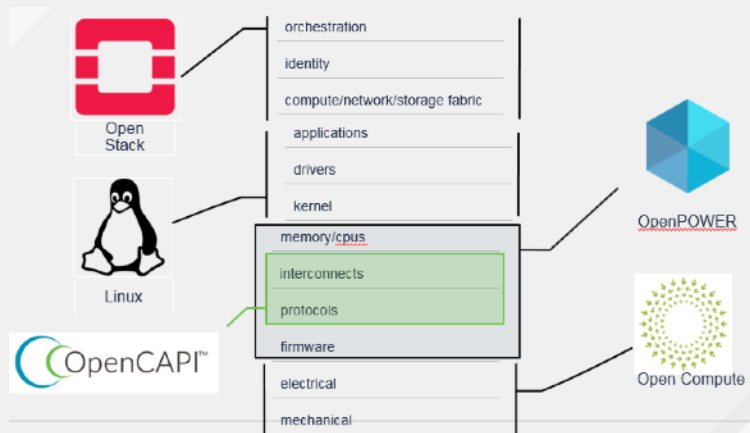 orchestration
identity
compute/network/storage fabric
Open
Stack
applications
drivers
kernel
Linux
memory/cpus
interconnects
protocols
firmware
OpenPOWER
OpenCAPI™
electrical
mechanical
Open Compute